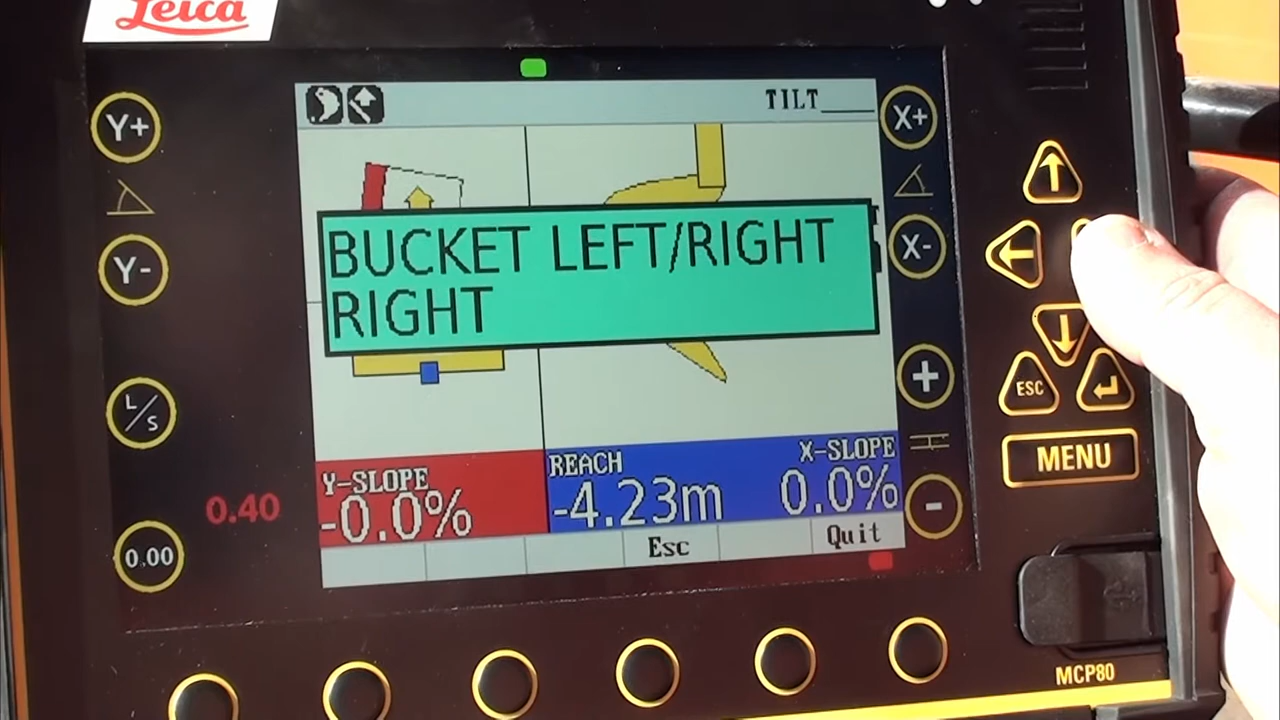 Leica
Y+
TILT
X+
BUCKET LEFT/RIGHT
RIGHT
Y-
X-
ESC
L/S
MENU
Y-SLOPE
-0.0%
REACH
-4.23m
X-SLOPE
0.0%
0.40
0.00
Esc
Quit
MCP80